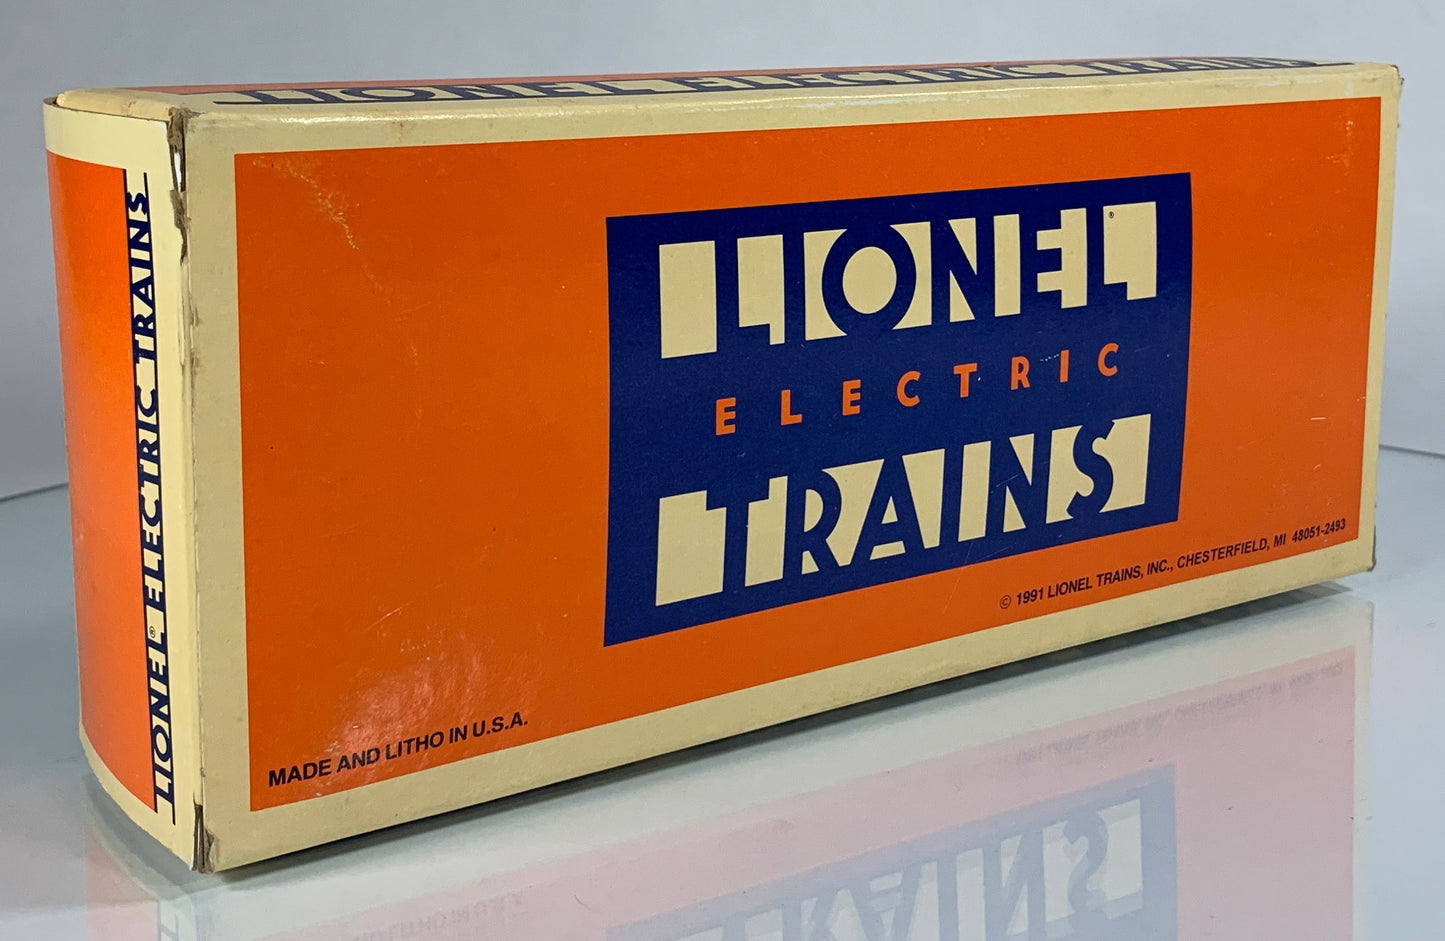 LIONEL ELECTRIC TRAINS
LIONEL® ELECTRIC TRAINS
LIONEL®
ELECTRIC
TRAINS
© 1991 LIONEL TRAINS, INC., CHESTERFIELD, MI 48051-2493
MADE AND LITHO IN U.S.A.